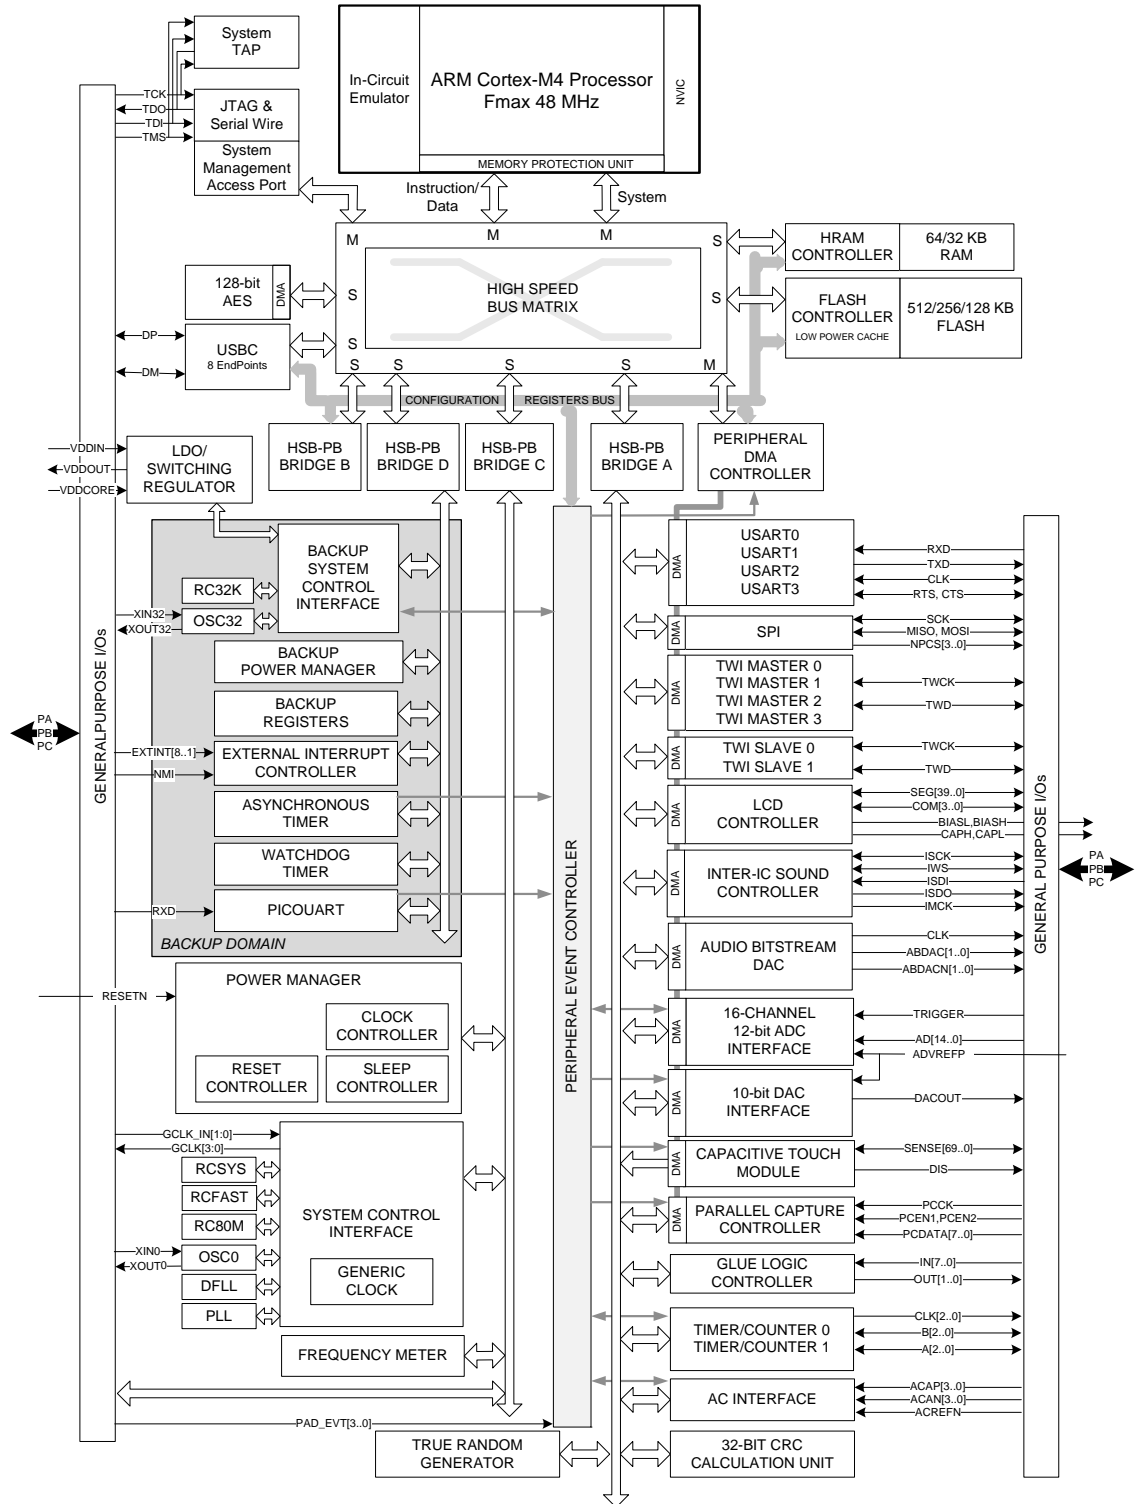 System
TAP
In-Circuit
Emulator
ARM Cortex-M4 Processor
Fmax 48 MHz
NVIC
MEMORY PROTECTION UNIT
TCK
TDO
TDI
TMS
JTAG &
Serial Wire
System
Management
Access Port
Instruction/
Data
System
M
M
M
S
HRAM
CONTROLLER
64/32 KB
RAM
128-bit
AES
DMA
S
HIGH SPEED
BUS MATRIX
S
FLASH
CONTROLLER
LOW POWER CACHE
512/256/128 KB
FLASH
DP
DM
USBC
8 EndPoints
S
S
S
S
S
M
CONFIGURATION
REGISTERS BUS
VDDIN
VDDOUT
VDDCORE
LDO/
SWITCHING
REGULATOR
HSB-PB
BRIDGE B
HSB-PB
BRIDGE D
HSB-PB
BRIDGE C
HSB-PB
BRIDGE A
PERIPHERAL
DMA
CONTROLLER
GENERALPURPOSE I/Os
PA
PB
PC
BACKUP
SYSTEM
CONTROL
INTERFACE
RC32K
OSC32
XIN32
XOUT32
BACKUP
POWER MANAGER
BACKUP
REGISTERS
EXTINT[8..1]
NMI
EXTERNAL INTERRUPT
CONTROLLER
ASYNCHRONOUS
TIMER
WATCHDOG
TIMER
RXD
PICOUART
BACKUP DOMAIN
RESETN
POWER MANAGER
CLOCK
CONTROLLER
RESET
CONTROLLER
SLEEP
CONTROLLER
GCLK_IN[1:0]
GCLK[3:0]
RCSYS
RCFAST
RC80M
XIN0
XOUT0
OSC0
DFLL
PLL
SYSTEM CONTROL
INTERFACE
GENERIC
CLOCK
FREQUENCY METER
PAD_EVT[3..0]
TRUE RANDOM
GENERATOR
PERIPHERAL EVENT CONTROLLER
DMA
USART0
USART1
USART2
USART3
RXD
TXD
CLK
RTS, CTS
DMA
SPI
SCK
MISO, MOSI
NPCS[3..0]
DMA
TWI MASTER 0
TWI MASTER 1
TWI MASTER 2
TWI MASTER 3
TWCK
TWD
DMA
TWI SLAVE 0
TWI SLAVE 1
TWCK
TWD
DMA
LCD
CONTROLLER
SEG[39..0]
COM[3..0]
BIASL,BIASH
CAPH,CAPL
DMA
INTER-IC SOUND
CONTROLLER
ISCK
IWS
ISDI
ISDO
IMCK
DMA
AUDIO BITSTREAM
DAC
CLK
ABDAC[1..0]
ABDACN[1..0]
DMA
16-CHANNEL
12-bit ADC
INTERFACE
TRIGGER
AD[14..0]
ADVREFP
DMA
10-bit DAC
INTERFACE
DACOUT
DMA
CAPACITIVE TOUCH
MODULE
SENSE[69..0]
DIS
DMA
PARALLEL CAPTURE
CONTROLLER
PCCK
PCEN1,PCEN2
PCDATA[7..0]
GLUE LOGIC
CONTROLLER
IN[7..0]
OUT[1..0]
TIMER/COUNTER 0
TIMER/COUNTER 1
CLK[2..0]
B[2..0]
A[2..0]
AC INTERFACE
ACAP[3..0]
ACAN[3..0]
ACREFN
32-BIT CRC
CALCULATION UNIT
GENERAL PURPOSE I/Os
PA
PB
PC